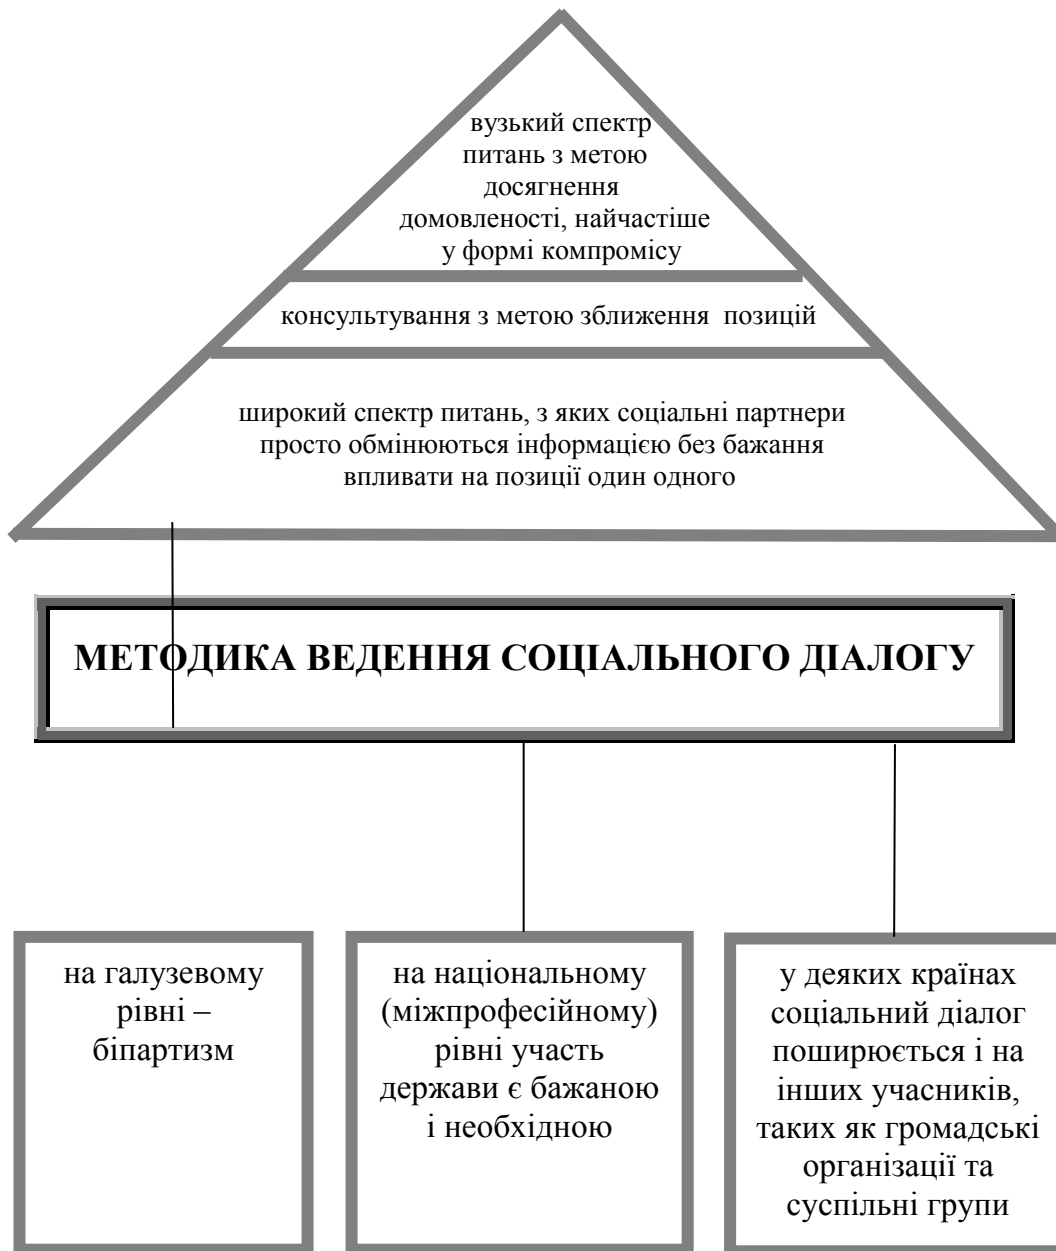 вузький спектр
питань з метою
досягнення
домовленості, найчастіше
у формі компромісу
консультування з метою зближення позицій
широкий спектр питань, з яких соціальні партнери
просто обмінюються інформацією без бажання
впливати на позиції один одного
МЕТОДИКА ВЕДЕННЯ СОЦІАЛЬНОГО ДІАЛОГУ
на галузевому
рівні –
біпартизм
на національному
(міжпрофесійному)
рівні участь
держави є бажаною
і необхідною
у деяких країнах
соціальний діалог
поширюється і на
інших учасників,
таких як громадські
організації та
суспільні групи